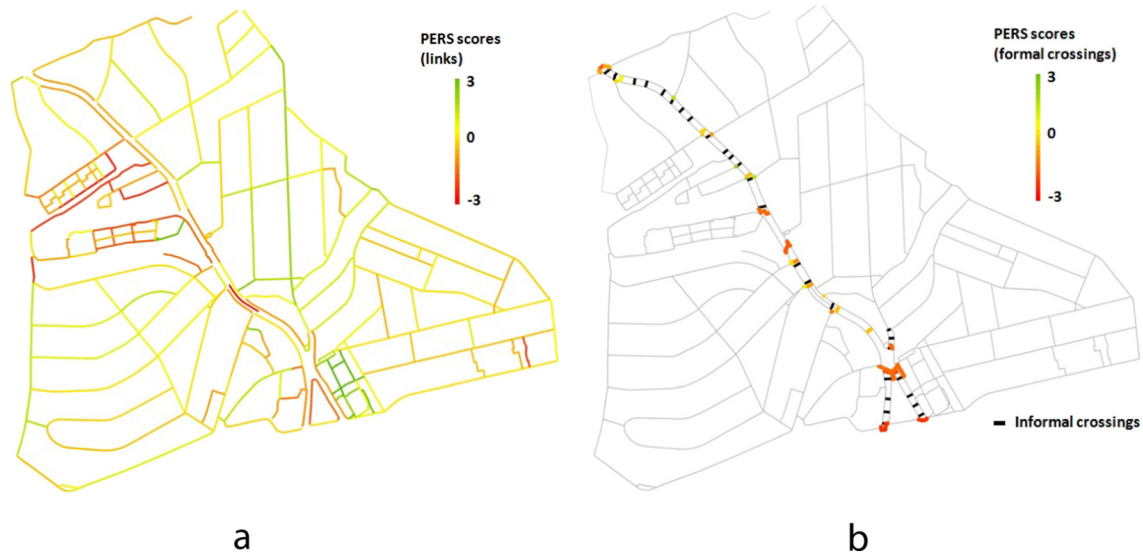 PERS scores
(links)
3
0
-3
PERS scores
(formal crossings)
3
0
-3
Informal crossings
a
b